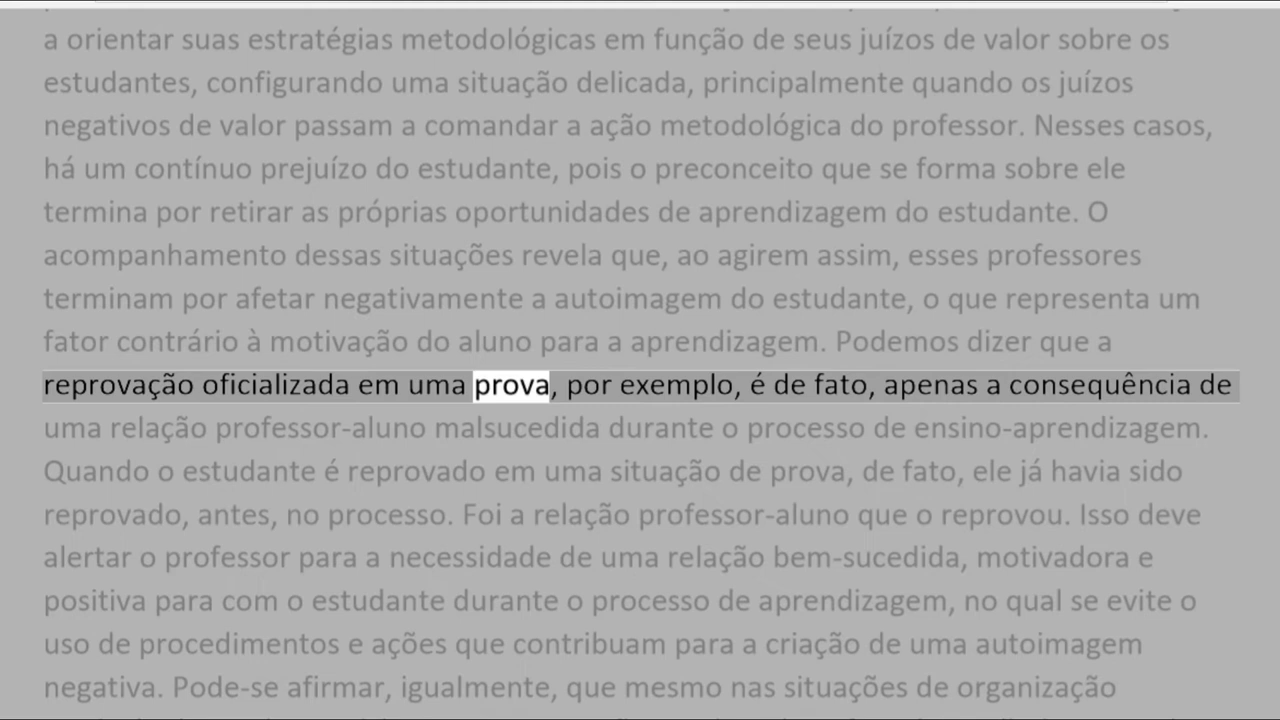 a orientar suas estratégias metodológicas em função de seus juízos de valor sobre os
estudantes, configurando uma situação delicada, principalmente quando os juízos
negativos de valor passam a comandar a ação metodológica do professor. Nesses casos,
há um contínuo prejuízo do estudante, pois o preconceito que se forma sobre ele
termina por retirar as próprias oportunidades de aprendizagem do estudante. O
acompanhamento dessas situações revela que, ao agirem assim, esses professores
terminam por afetar negativamente a autoimagem do estudante, o que representa um
fator contrário à motivação do aluno para a aprendizagem. Podemos dizer que a
reprovação oficializada em uma prova, por exemplo, é de fato, apenas a consequência de
uma relação professor-aluno malsucedida durante o processo de ensino-aprendizagem.
Quando o estudante é reprovado em uma situação de prova, de fato, ele já havia sido
reprovado, antes, no processo. Foi a relação professor-aluno que o reprovou. Isso deve
alertar o professor para a necessidade de uma relação bem-sucedida, motivadora e
positiva para com o estudante durante o processo de aprendizagem, no qual se evite o
uso de procedimentos e ações que contribuam para a criação de uma autoimagem
negativa. Pode-se afirmar, igualmente, que mesmo nas situações de organização